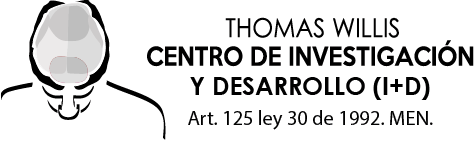 THOMAS WILLIS
CENTRO DE INVESTIGACIÓN
Y DESARROLLO (I+D)
Art. 125 ley 30 de 1992. MEN.